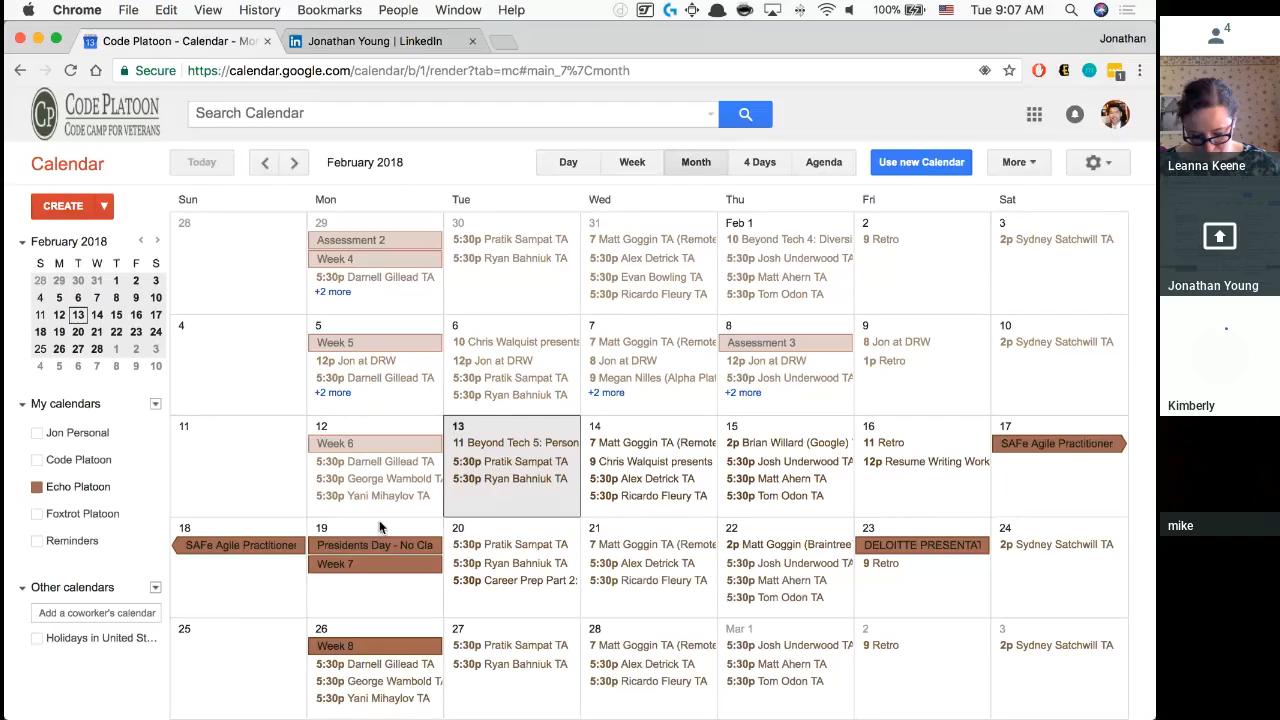 Chrome File Edit View History Bookmarks People Window Help 100% Tue 9:07 AM
Code Platoon - Calendar - Mor Jonathan Young | LinkedIn Jonathan
Secure https://calendar.google.com/calendar/b/1/render?tab=mc#main_7%7Cmonth
CP CODE PLATOON
CODE CAMP FOR VETERANS
Search Calendar
Calendar Today February 2018 Day Week Month 4 Days Agenda Use new Calendar More
CREATE
February 2018
S M T W T F S
28 29 30 31 1 2 3
4 5 6 7 8 9 10
11 12 13 14 15 16 17
18 19 20 21 22 23 24
25 26 27 28 1 2 3
4 5 6 7 8 9 10
My calendars
Jon Personal
Code Platoon
Echo Platoon
Foxtrot Platoon
Reminders
Other calendars
Add a coworker's calendar
Holidays in United St...
Sun Mon Tue Wed Thu Fri Sat
28 29 30 31 Feb 1 2 3
Assessment 2
Week 4
5:30p Darnell Gillead TA
+2 more
5:30p Pratik Sampat TA
5:30p Ryan Bahniuk TA
7 Matt Goggin TA (Remote
5:30p Alex Detrick TA
5:30p Evan Bowling TA
5:30p Ricardo Fleury TA
10 Beyond Tech 4: Diversi
5:30p Josh Underwood TA
5:30p Matt Ahern TA
5:30p Tom Odon TA
9 Retro
2p Sydney Satchwill TA
4 5 6 7 8 9 10
Week 5
12p Jon at DRW
5:30p Darnell Gillead TA
+2 more
10 Chris Walquist presents
12p Jon at DRW
5:30p Pratik Sampat TA
5:30p Ryan Bahniuk TA
7 Matt Goggin TA (Remote
8 Jon at DRW
9 Megan Nilles (Alpha Plat
+2 more
Assessment 3
12p Jon at DRW
5:30p Josh Underwood TA
+2 more
8 Jon at DRW
1p Retro
2p Sydney Satchwill TA
11 12 13 14 15 16 17
Week 6
5:30p Darnell Gillead TA
5:30p George Wambold T
5:30p Yani Mihaylov TA
11 Beyond Tech 5: Person
5:30p Pratik Sampat TA
5:30p Ryan Bahniuk TA
7 Matt Goggin TA (Remote
9 Chris Walquist presents
5:30p Alex Detrick TA
5:30p Ricardo Fleury TA
2p Brian Willard (Google)
5:30p Josh Underwood TA
5:30p Matt Ahern TA
5:30p Tom Odon TA
11 Retro
12p Resume Writing Work
SAFe Agile Practitioner
18 19 20 21 22 23 24
SAFe Agile Practitioner
Presidents Day - No Cla
Week 7
5:30p Pratik Sampat TA
5:30p Ryan Bahniuk TA
5:30p Career Prep Part 2:
7 Matt Goggin TA (Remote
5:30p Alex Detrick TA
5:30p Ricardo Fleury TA
2p Matt Goggin (Braintree
5:30p Josh Underwood TA
5:30p Matt Ahern TA
5:30p Tom Odon TA
DELOITTE PRESENTAT
9 Retro
2p Sydney Satchwill TA
25 26 27 28 Mar 1 2 3
Week 8
5:30p Darnell Gillead TA
5:30p George Wambold T
5:30p Yani Mihaylov TA
5:30p Pratik Sampat TA
5:30p Ryan Bahniuk TA
7 Matt Goggin TA (Remote
5:30p Alex Detrick TA
5:30p Ricardo Fleury TA
5:30p Josh Underwood TA
5:30p Matt Ahern TA
5:30p Tom Odon TA
9 Retro
2p Sydney Satchwill TA
4
Leanna Keene
Jonathan Young
Kimberly
mike